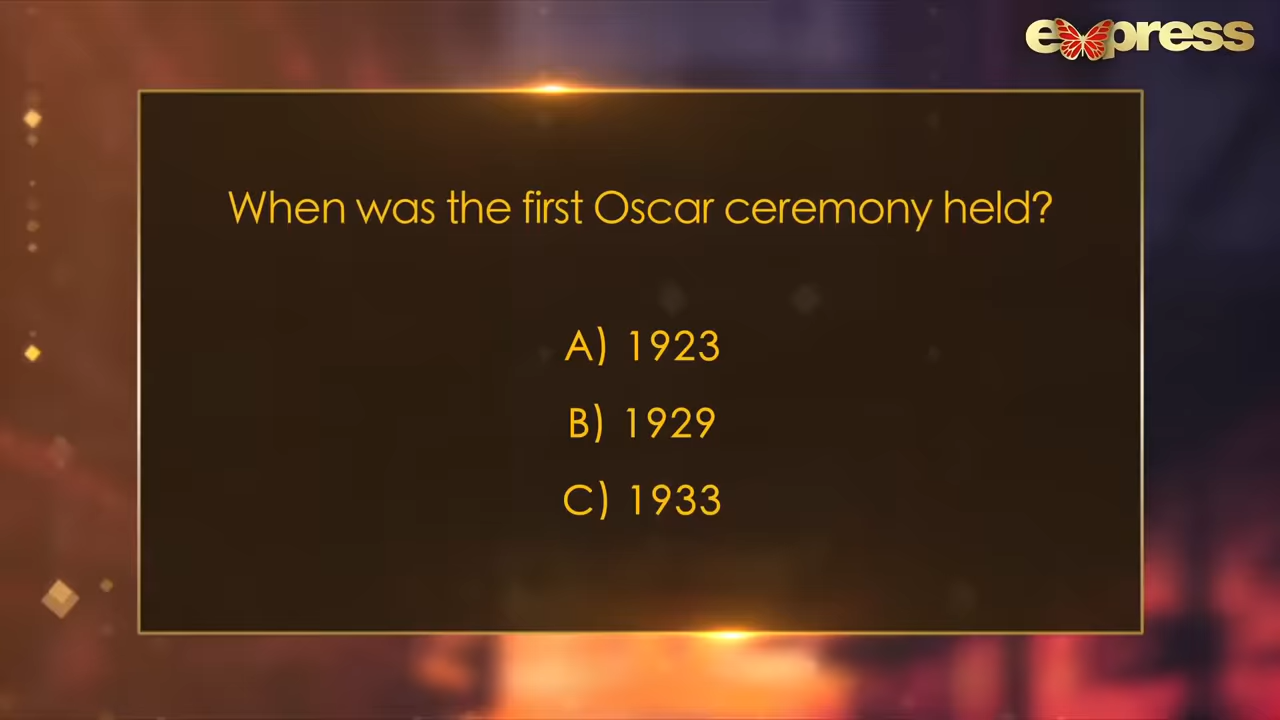 express
When was the first Oscar ceremony held?
A) 1923
B) 1929
C) 1933